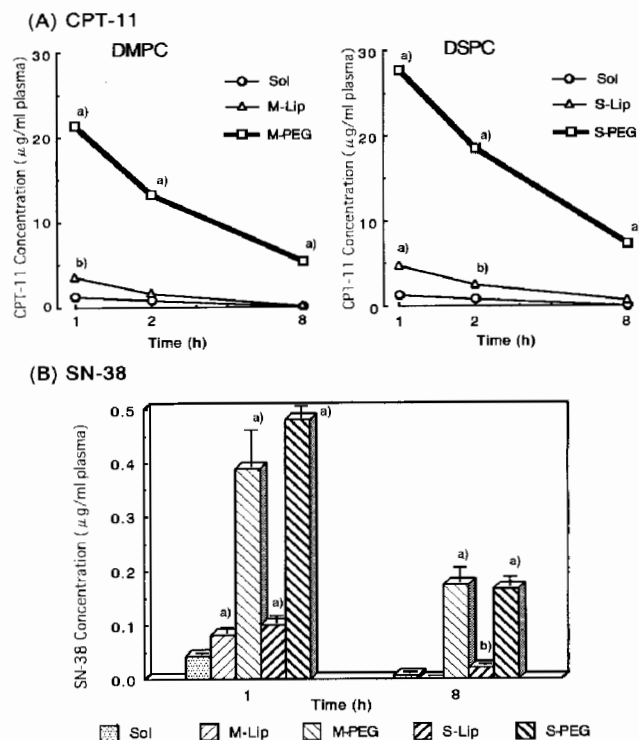 (A) CPT-11
DMPC
CPT-11 Concentration (μg/ml plasma)
30
20
10
0
Sol
M-Lip
M-PEG
a)
a)
a)
b)
1
2
8
Time (h)
DSPC
CPT-11 Concentration (μg/ml plasma)
30
20
10
0
Sol
S-Lip
S-PEG
a)
a)
a
a)
b)
1
2
8
Time (h)
(B) SN-38
SN-38 Concentration (μg/ml plasma)
0.5
0.4
0.3
0.2
0.1
0.0
a)
a)
a)
a)
a)
b)
a)
1
8
Time (h)
Sol
M-Lip
M-PEG
S-Lip
S-PEG